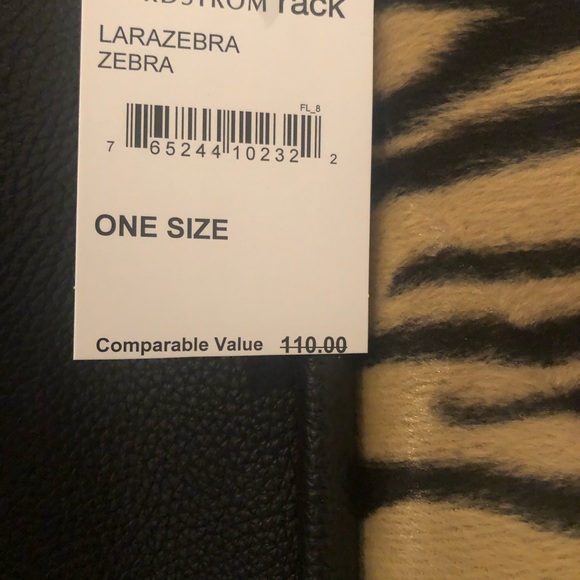 rack
LARAZEBRA
ZEBRA
FL_8
7 65244 10232 2
ONE SIZE
Comparable Value 110.00